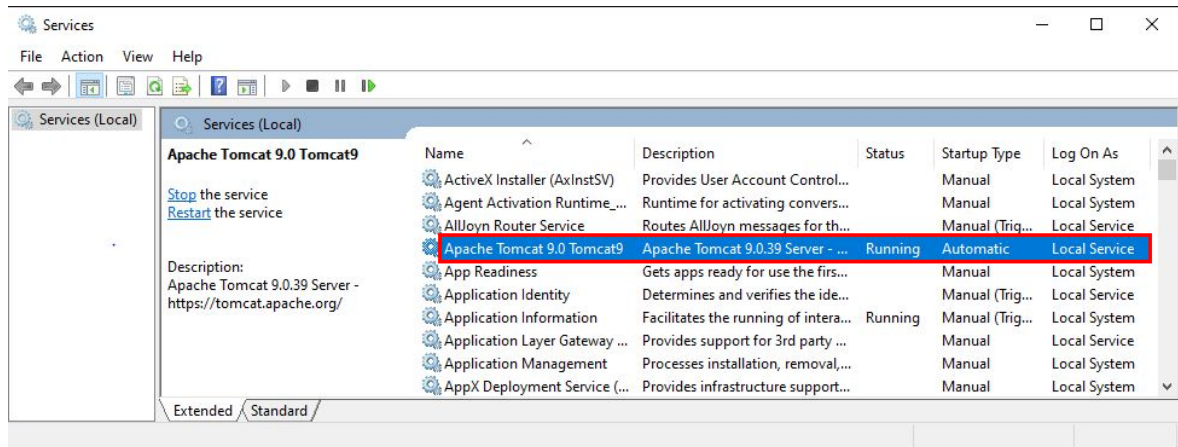 Services
File Action View Help
Services (Local)
Services (Local)
Apache Tomcat 9.0 Tomcat9
Stop the service
Restart the service
Description:
Apache Tomcat 9.0.39 Server -
https://tomcat.apache.org/
Name Description Status Startup Type Log On As
ActiveX Installer (AxInstSV) Provides User Account Control... Manual Local System
Agent Activation Runtime_... Runtime for activating convers... Manual Local System
AllJoyn Router Service Routes AllJoyn messages for th... Manual (Trig... Local Service
Apache Tomcat 9.0 Tomcat9 Apache Tomcat 9.0.39 Server - ... Running Automatic Local Service
App Readiness Gets apps ready for use the firs... Manual Local System
Application Identity Determines and verifies the ide... Manual (Trig... Local Service
Application Information Facilitates the running of intera... Running Manual (Trig... Local System
Application Layer Gateway ... Provides support for 3rd party ... Manual Local Service
Application Management Processes installation, removal,... Manual Local System
AppX Deployment Service (... Provides infrastructure support... Manual Local System
Extended Standard